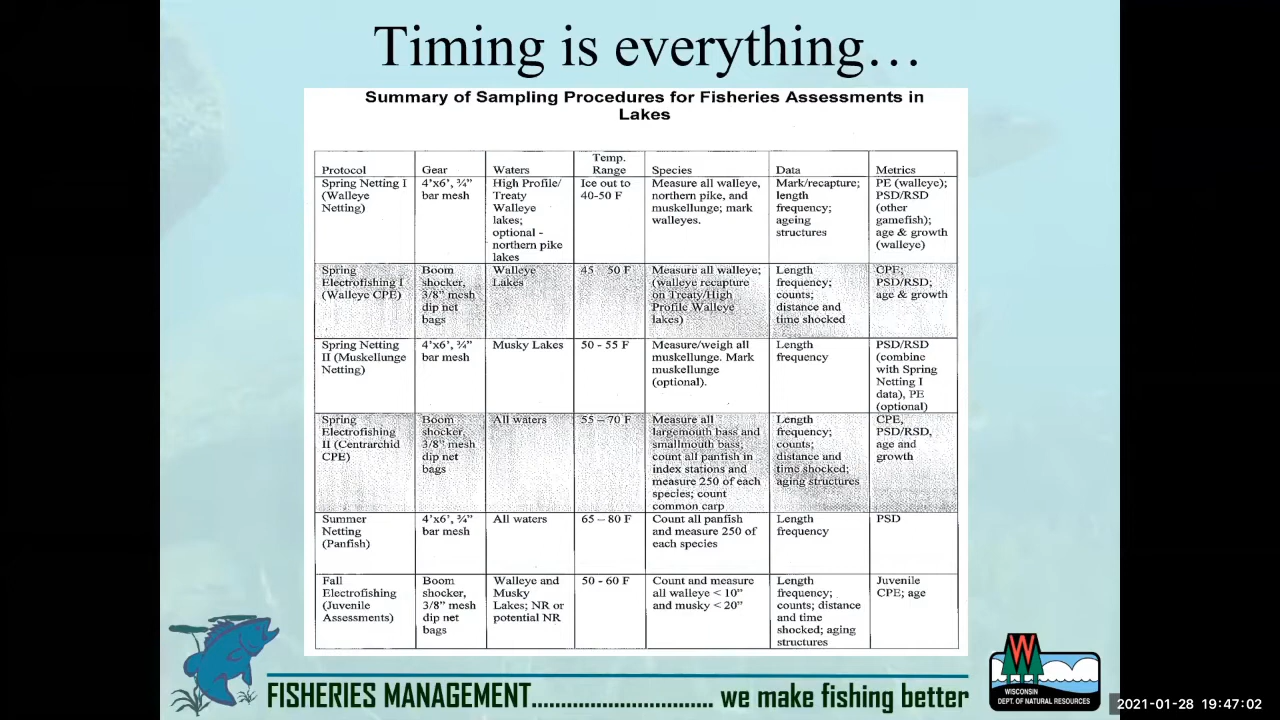 Timing is everything…
Summary of Sampling Procedures for Fisheries Assessments in
Lakes
Protocol Gear Waters Temp. Range Species Data Metrics
Spring Netting I
(Walleye
Netting)
4’x6’, ¾”
bar mesh
High Profile/
Treaty
Walleye
lakes;
optional -
northern pike
lakes
Ice out to
40-50 F
Measure all walleye,
northern pike, and
muskellunge; mark
walleyes.
Mark/recapture;
length
frequency;
ageing
structures
PE (walleye);
PSD/RSD
(other
gamefish);
age & growth
(walleye)
Spring
Electrofishing I
(Walleye CPE)
Boom
shocker,
3/8” mesh
dip net
bags
Walleye
Lakes
45 – 50 F
Measure all walleye;
(walleye recapture
on Treaty/High
Profile Walleye
lakes)
Length
frequency;
counts;
distance and
time shocked
CPE;
PSD/RSD;
age & growth
Spring Netting
II (Muskellunge
Netting)
4’x6’, ¾”
bar mesh
Musky Lakes
50 - 55 F
Measure/weigh all
muskellunge. Mark
muskellunge
(optional).
Length
frequency
PSD/RSD
(combine
with Spring
Netting I
data), PE
(optional)
Spring
Electrofishing
II (Centrarchid
CPE)
Boom
shocker,
3/8” mesh
dip net
bags
All waters
55 – 70 F
Measure all
largemouth bass and
smallmouth bass;
count all panfish in
index stations and
measure 250 of each
species; count
common carp
Length
frequency;
counts;
distance and
time shocked;
aging structures
CPE,
PSD/RSD,
age and
growth
Summer
Netting
(Panfish)
4’x6’, ¾”
bar mesh
All waters
65 – 80 F
Count all panfish
and measure 250 of
each species
Length
frequency
PSD
Fall
Electrofishing
(Juvenile
Assessments)
Boom
shocker,
3/8” mesh
dip net
bags
Walleye and
Musky
Lakes; NR or
potential NR
50 - 60 F
Count and measure
all walleye < 10”
and musky < 20”
Length
frequency;
counts; distance
and time
shocked; aging
structures
Juvenile
CPE; age
FISHERIES MANAGEMENT.............................. we make fishing better
W
WISCONSIN
DEPT. OF NATURAL RESOURCES
2021-01-28 19:47:02